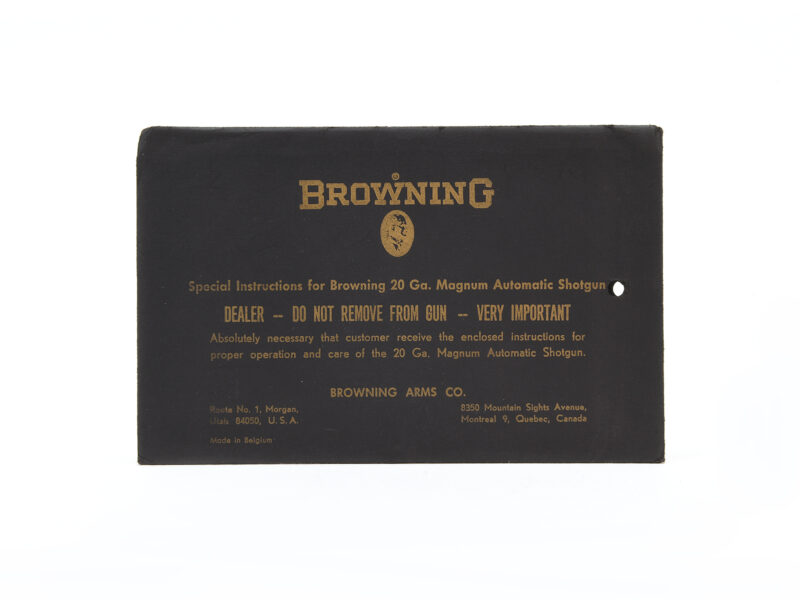 BROWNING®
Special Instructions for Browning 20 Ga. Magnum Automatic Shotgun
DEALER -- DO NOT REMOVE FROM GUN -- VERY IMPORTANT
Absolutely necessary that customer receive the enclosed instructions for
proper operation and care of the 20 Ga. Magnum Automatic Shotgun.
BROWNING ARMS CO.
Route No. 1, Morgan,
Utah 84050, U. S. A.
8350 Mountain Sights Avenue,
Montreal 9, Quebec, Canada
Made in Belgium